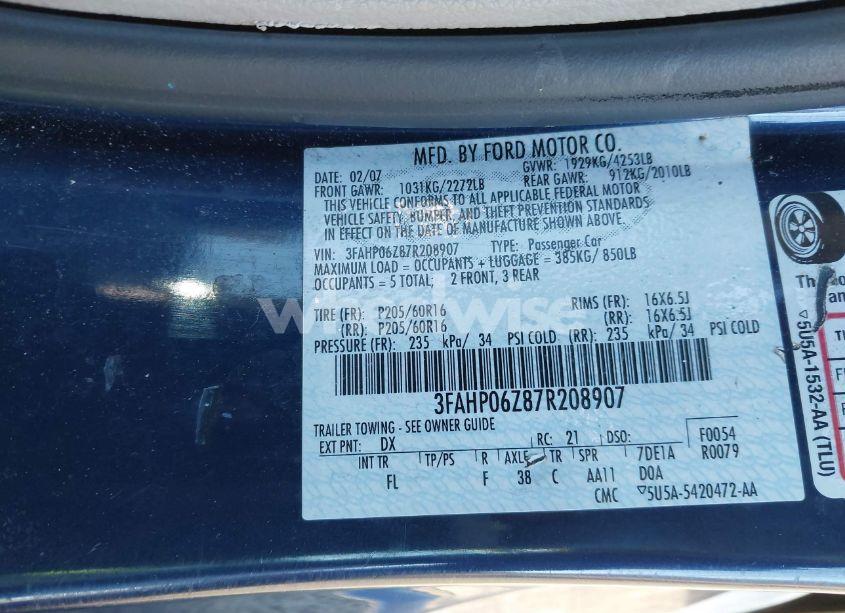 MFD. BY FORD MOTOR CO.
DATE: 02/07 GVWR: 1929KG/4253LB
FRONT GAWR: 1031KG/2272LB REAR GAWR: 912KG/2010LB
THIS VEHICLE CONFORMS TO ALL APPLICABLE FEDERAL MOTOR
VEHICLE SAFETY, BUMPER, AND THEFT PREVENTION STANDARDS
IN EFFECT ON THE DATE OF MANUFACTURE SHOWN ABOVE.
VIN: 3FAHP06Z87R208907 TYPE: Passenger Car
MAXIMUM LOAD = OCCUPANTS + LUGGAGE = 385KG/ 850LB
OCCUPANTS = 5 TOTAL; 2 FRONT, 3 REAR
wheelwise
TIRE (FR): P205/60R16 RIMS (FR): 16X6.5J
(RR): P205/60R16 (RR): 16X6.5J
PRESSURE (FR): 235 kPa/ 34 PSI COLD (RR): 235 kPa/ 34 PSI COLD
3FAHP06Z87R208907
TRAILER TOWING - SEE OWNER GUIDE
EXT PNT: DX RC: 21 DSO: F0054
INT TR TP/PS R AXLE TR SPR 7DE1A R0079
FL F 38 C AA11 DOA
CMC 5U5A-5420472-AA
5U5A-1532-AA (TLU)